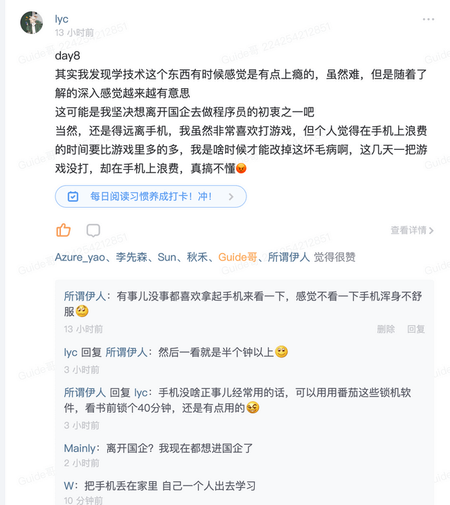 lyc
13 小时前
day8
其实我发现学技术这个东西有时候感觉是有点上瘾的，虽然难，但是随着了
解的深入感觉越来越有意思
这可能是我坚决想离开国企去做程序员的初衷之一吧
当然，还是得远离手机，我虽然非常喜欢打游戏，但个人觉得在手机上浪费
的时间要比游戏里多的多，我是啥时候才能改掉这坏毛病啊，这几天一把游
戏没打，却在手机上浪费，真搞不懂😡
每日阅读习惯养成打卡！冲！
查看详情
Azure_yao、李先森、Sun、秋禾、Guide哥、所谓伊人 觉得很赞
所谓伊人：有事儿没事都喜欢拿起手机来看一下，感觉不看一下手机浑身不舒
服
13 小时前
删除 回复
lyc 回复 所谓伊人：然后一看就是半个钟以上
3 小时前
所谓伊人 回复 lyc：手机没啥正事儿经常用的话，可以用用番茄这些锁机软
件，看书前锁个40分钟，还是有点用的
3 小时前
Mainly：离开国企？我现在都想进国企了
2 小时前
W：把手机丢在家里 自己一个人出去学习
10 分钟前